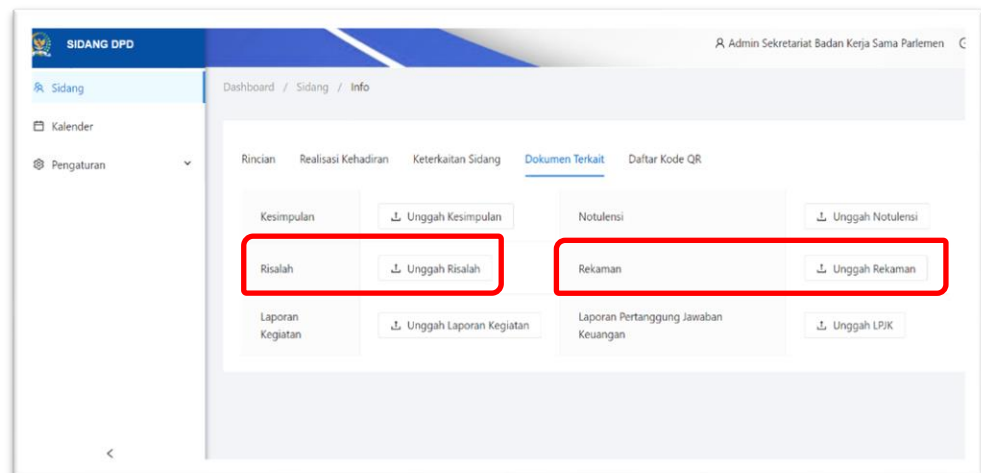 SIDANG DPD
Admin Sekretariat Badan Kerja Sama Parlemen
Sidang
Dashboard / Sidang / Info
Kalender
Pengaturan
Rincian Realisasi Kehadiran Keterkaitan Sidang Dokumen Terkait Daftar Kode QR
Kesimpulan Unggah Kesimpulan Notulensi Unggah Notulensi
Risalah Unggah Risalah Rekaman Unggah Rekaman
Laporan Kegiatan Unggah Laporan Kegiatan Laporan Pertanggung Jawaban Keuangan Unggah LPJK